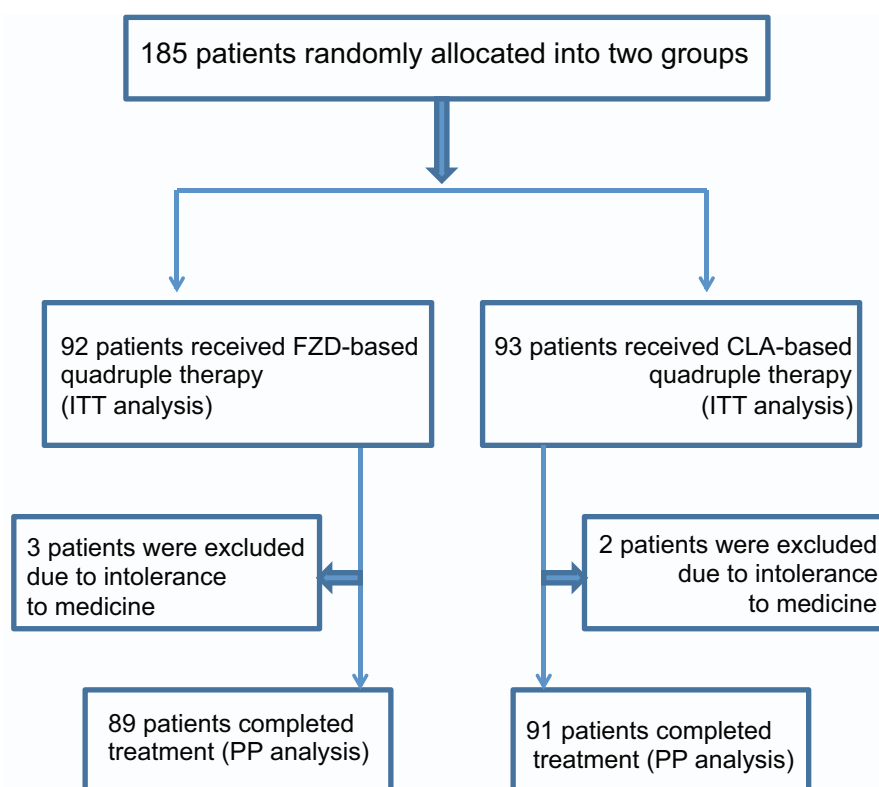 185 patients randomly allocated into two groups
92 patients received FZD-based
quadruple therapy
(ITT analysis)
93 patients received CLA-based
quadruple therapy
(ITT analysis)
3 patients were excluded
due to intolerance
to medicine
2 patients were excluded
due to intolerance
to medicine
89 patients completed
treatment (PP analysis)
91 patients completed
treatment (PP analysis)